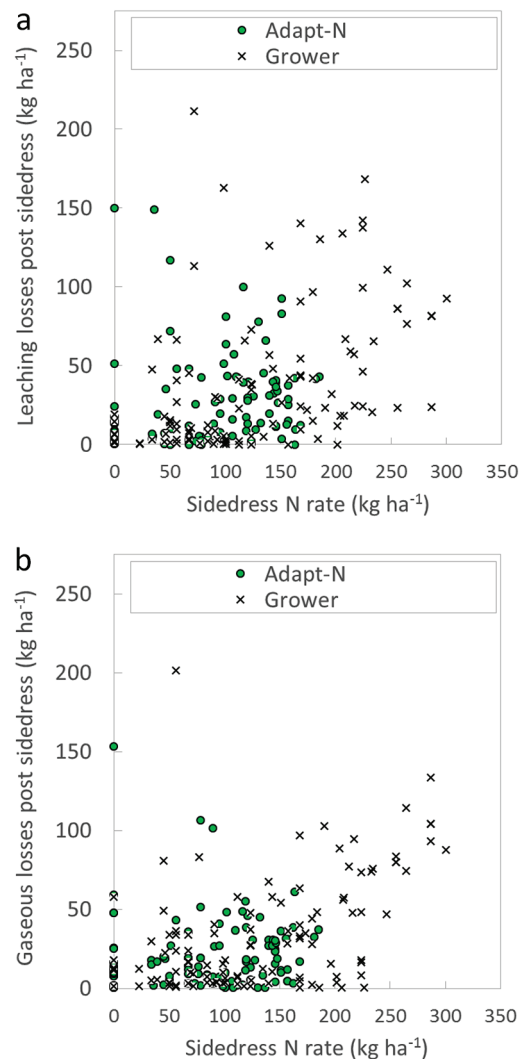 a
Adapt-N
Grower
250
200
150
100
50
0
Leaching losses post sidedress (kg ha⁻¹)
0 50 100 150 200 250 300 350
Sidedress N rate (kg ha⁻¹)
b
Adapt-N
Grower
250
200
150
100
50
0
Gaseous losses post sidedress (kg ha⁻¹)
0 50 100 150 200 250 300 350
Sidedress N rate (kg ha⁻¹)